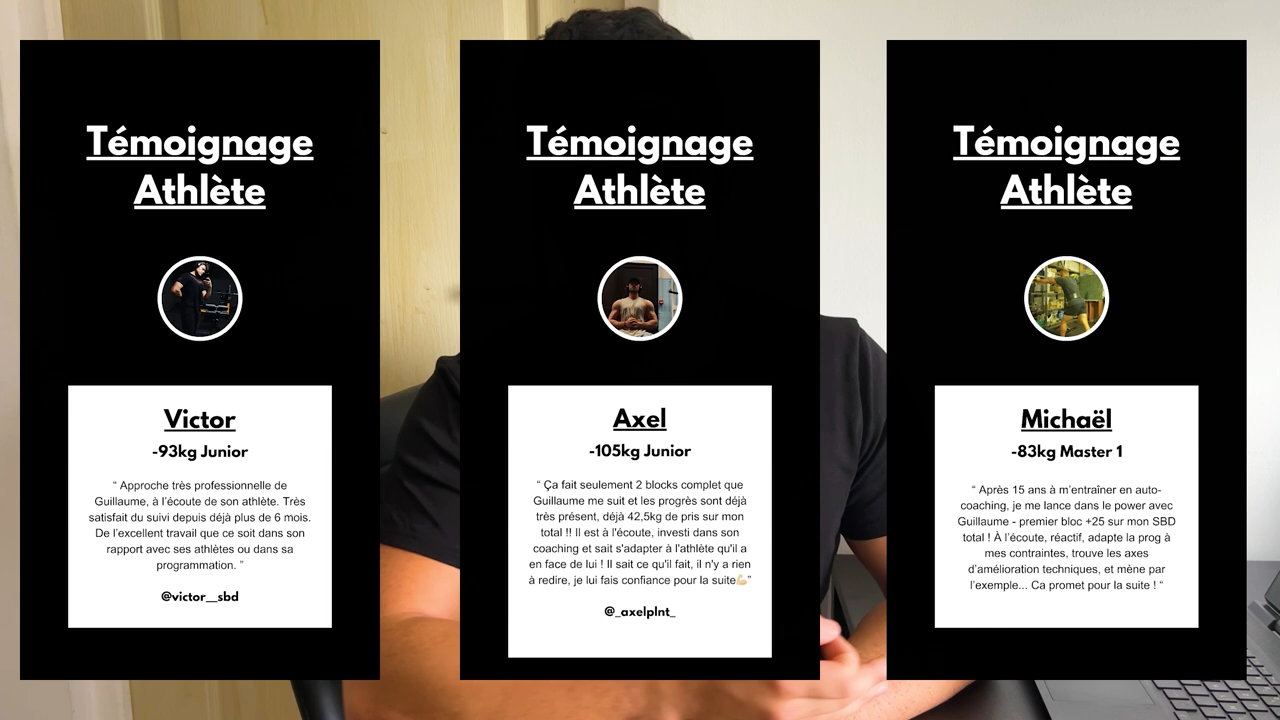 Témoignage
Athlète
Victor
-93kg Junior
“ Approche très professionnelle de
Guillaume, à l’écoute de son athlète. Très
satisfait du suivi depuis déjà plus de 6 mois.
De l’excellent travail que ce soit dans son
rapport avec ses athlètes ou dans sa
programmation. ”
@victor__sbd
Témoignage
Athlète
Axel
-105kg Junior
“ Ça fait seulement 2 blocks complet que
Guillaume me suit et les progrès sont déjà
très présent, déjà 42,5kg de pris sur mon
total !! Il est à l'écoute, investi dans son
coaching et sait s'adapter à l'athlète qu'il a
en face de lui ! Il sait ce qu'il fait, il n'y a rien
à redire, je lui fais confiance pour la suite💪🏼”
@_axelplnt_
Témoignage
Athlète
Michaël
-83kg Master 1
“ Après 15 ans à m’entraîner en auto-
coaching, je me lance dans le power avec
Guillaume - premier bloc +25 sur mon SBD
total ! À l’écoute, réactif, adapte la prog à
mes contraintes, trouve les axes
d’amélioration techniques, et mène par
l’exemple... Ca promet pour la suite ! “